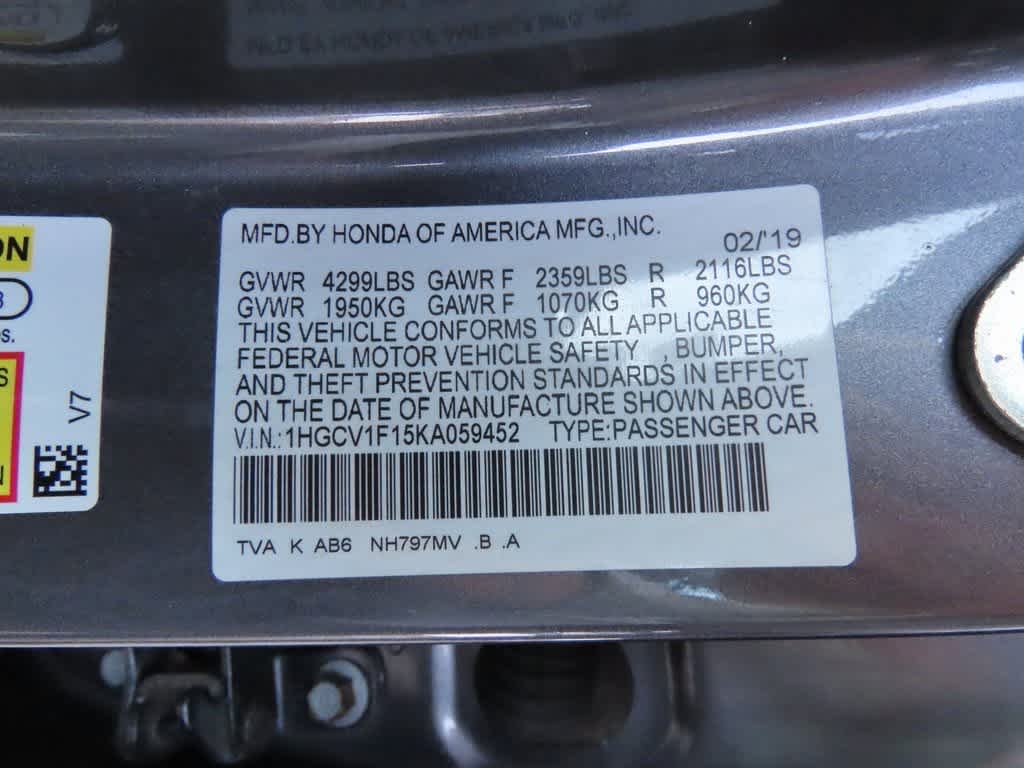 MFD.BY HONDA OF AMERICA MFG.,INC.
02/'19
GVWR 4299LBS GAWR F 2359LBS R 2116LBS
GVWR 1950KG GAWR F 1070KG R 960KG
THIS VEHICLE CONFORMS TO ALL APPLICABLE
FEDERAL MOTOR VEHICLE SAFETY , BUMPER,
AND THEFT PREVENTION STANDARDS IN EFFECT
ON THE DATE OF MANUFACTURE SHOWN ABOVE.
V.I.N.:1HGCV1F15KA059452 TYPE:PASSENGER CAR
TVA K AB6 NH797MV .B .A
V7